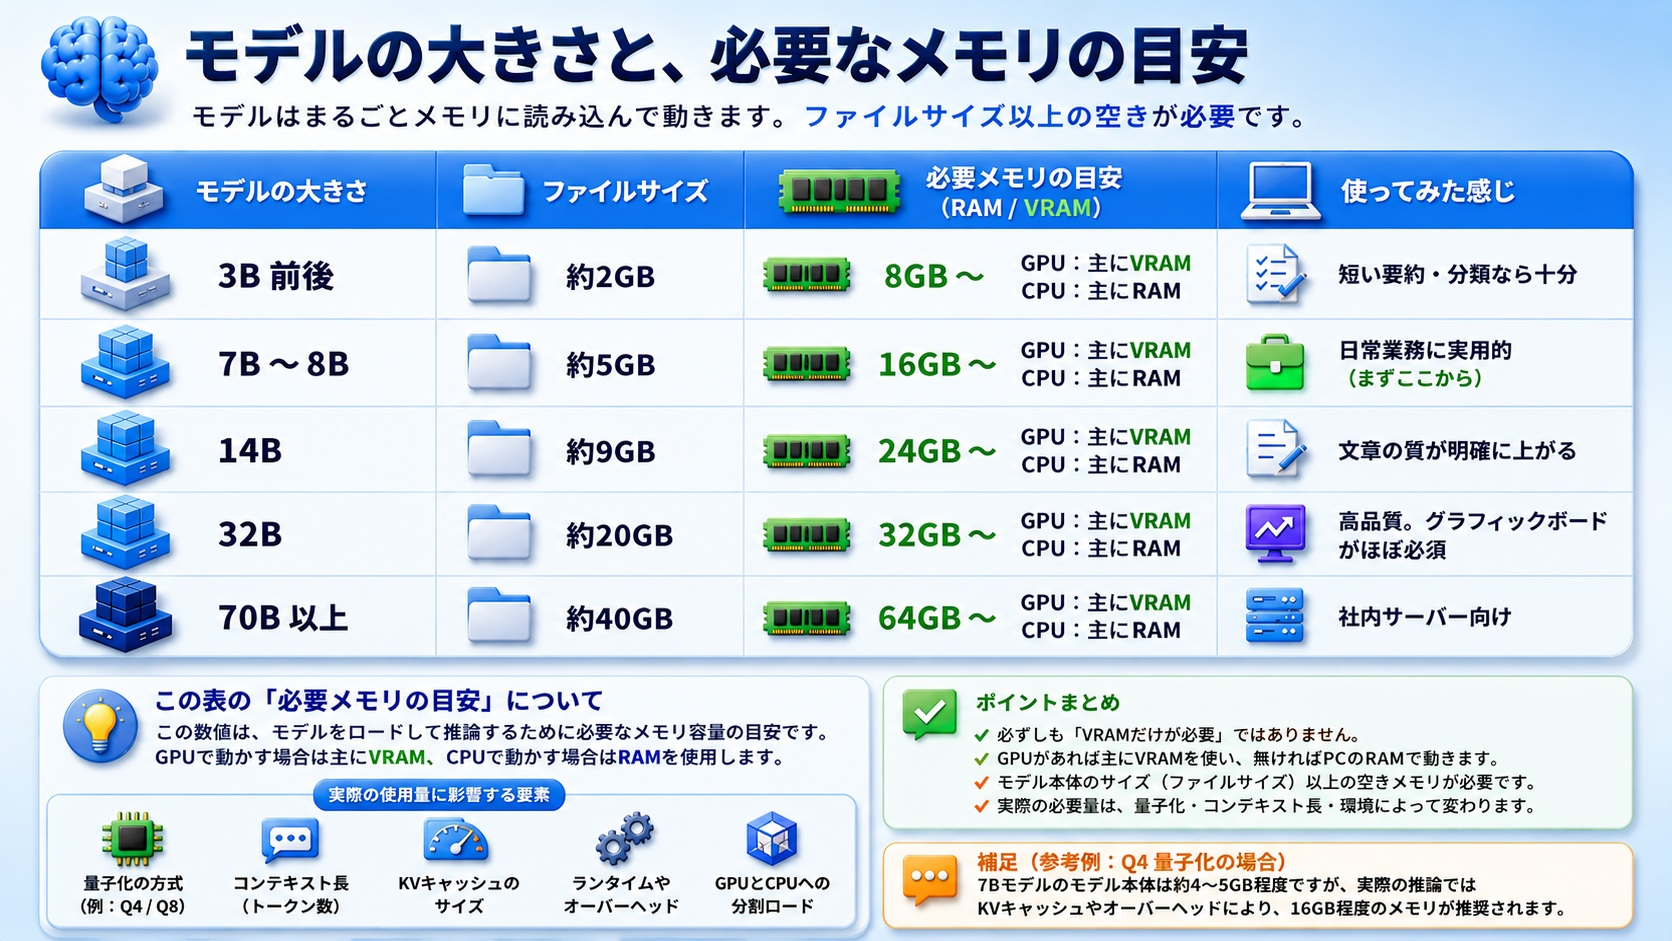 モデルの大きさと、必要なメモリの目安
モデルはまるごとメモリに読み込んで動きます。ファイルサイズ以上の空きが必要です。
モデルの大きさ
ファイルサイズ
必要メモリの目安
（RAM / VRAM）
使ってみた感じ
3B 前後
約2GB
8GB～
GPU：主にVRAM
CPU：主にRAM
短い要約・分類なら十分
7B～8B
約5GB
16GB～
GPU：主にVRAM
CPU：主にRAM
日常業務に実用的
（まずここから）
14B
約9GB
24GB～
GPU：主にVRAM
CPU：主にRAM
文章の質が明確に上がる
32B
約20GB
32GB～
GPU：主にVRAM
CPU：主にRAM
高品質。グラフィックボード
がほぼ必須
70B 以上
約40GB
64GB～
GPU：主にVRAM
CPU：主にRAM
社内サーバー向け
この表の「必要メモリの目安」について
この数値は、モデルをロードして推論するために必要なメモリ容量の目安です。
GPUで動かす場合は主にVRAM、CPUで動かす場合はRAMを使用します。
実際の使用量に影響する要素
量子化の方式
（例：Q4 / Q8）
コンテキスト長
（トークン数）
KVキャッシュの
サイズ
ランタイムや
オーバーヘッド
GPUとCPUへの
分割ロード
ポイントまとめ
必ずしも「VRAMだけが必要」ではありません。
GPUがあれば主にVRAMを使い、無ければPCのRAMで動きます。
モデル本体のサイズ（ファイルサイズ）以上の空きメモリが必要です。
実際の必要量は、量子化・コンテキスト長・環境によって変わります。
補足（参考例：Q4 量子化の場合）
7Bモデルのモデル本体は約4～5GB程度ですが、実際の推論では
KVキャッシュやオーバーヘッドにより、16GB程度のメモリが推奨されます。